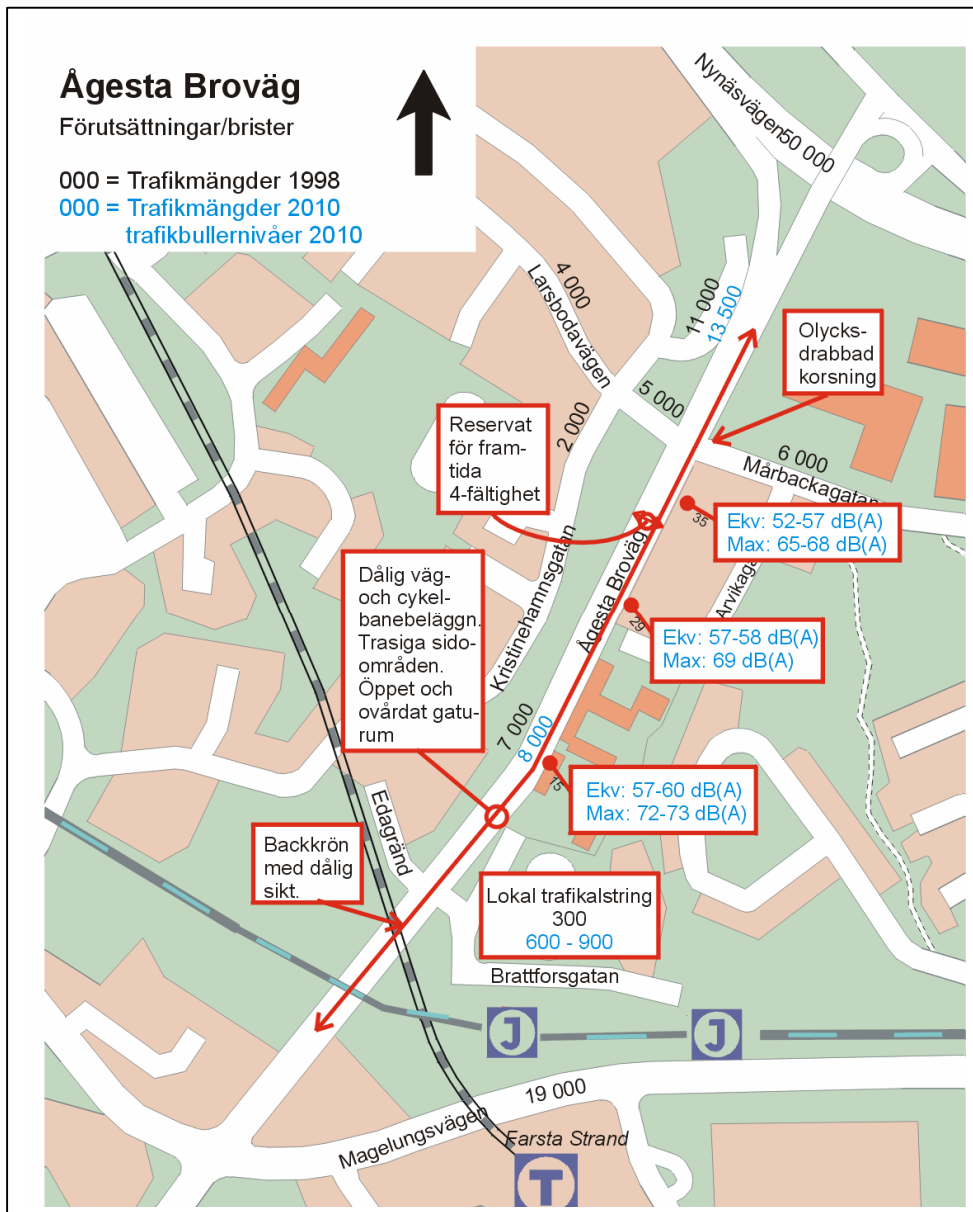 Ågesta Broväg
Förutsättningar/brister
000 = Trafikmängder 1998
000 = Trafikmängder 2010
trafikbullernivåer 2010
Nynäsvägen
50 000
4 000
Larsbodavägen
11 000
13 500
Olycks-
drabbad
korsning
5 000
2 000
Reservat
för fram-
tida
4-fältighet
6 000
Mårbackagatan
35
Ekv: 52-57 dB(A)
Max: 65-68 dB(A)
Ågesta Broväg
Arvikaga
Kristinehamnsgatan
Dålig väg-
och cykel-
banebeläggn.
Trasiga sido-
områden.
Öppet och
ovårdat gatu-
rum
29
Ekv: 57-58 dB(A)
Max: 69 dB(A)
7 000
8 000
15
Ekv: 57-60 dB(A)
Max: 72-73 dB(A)
Edagränd
Backkrön
med dålig
sikt.
Lokal trafikalstring
300
600 - 900
Brattforsgatan
J
J
19 000
Magelungsvägen
Farsta Strand
T